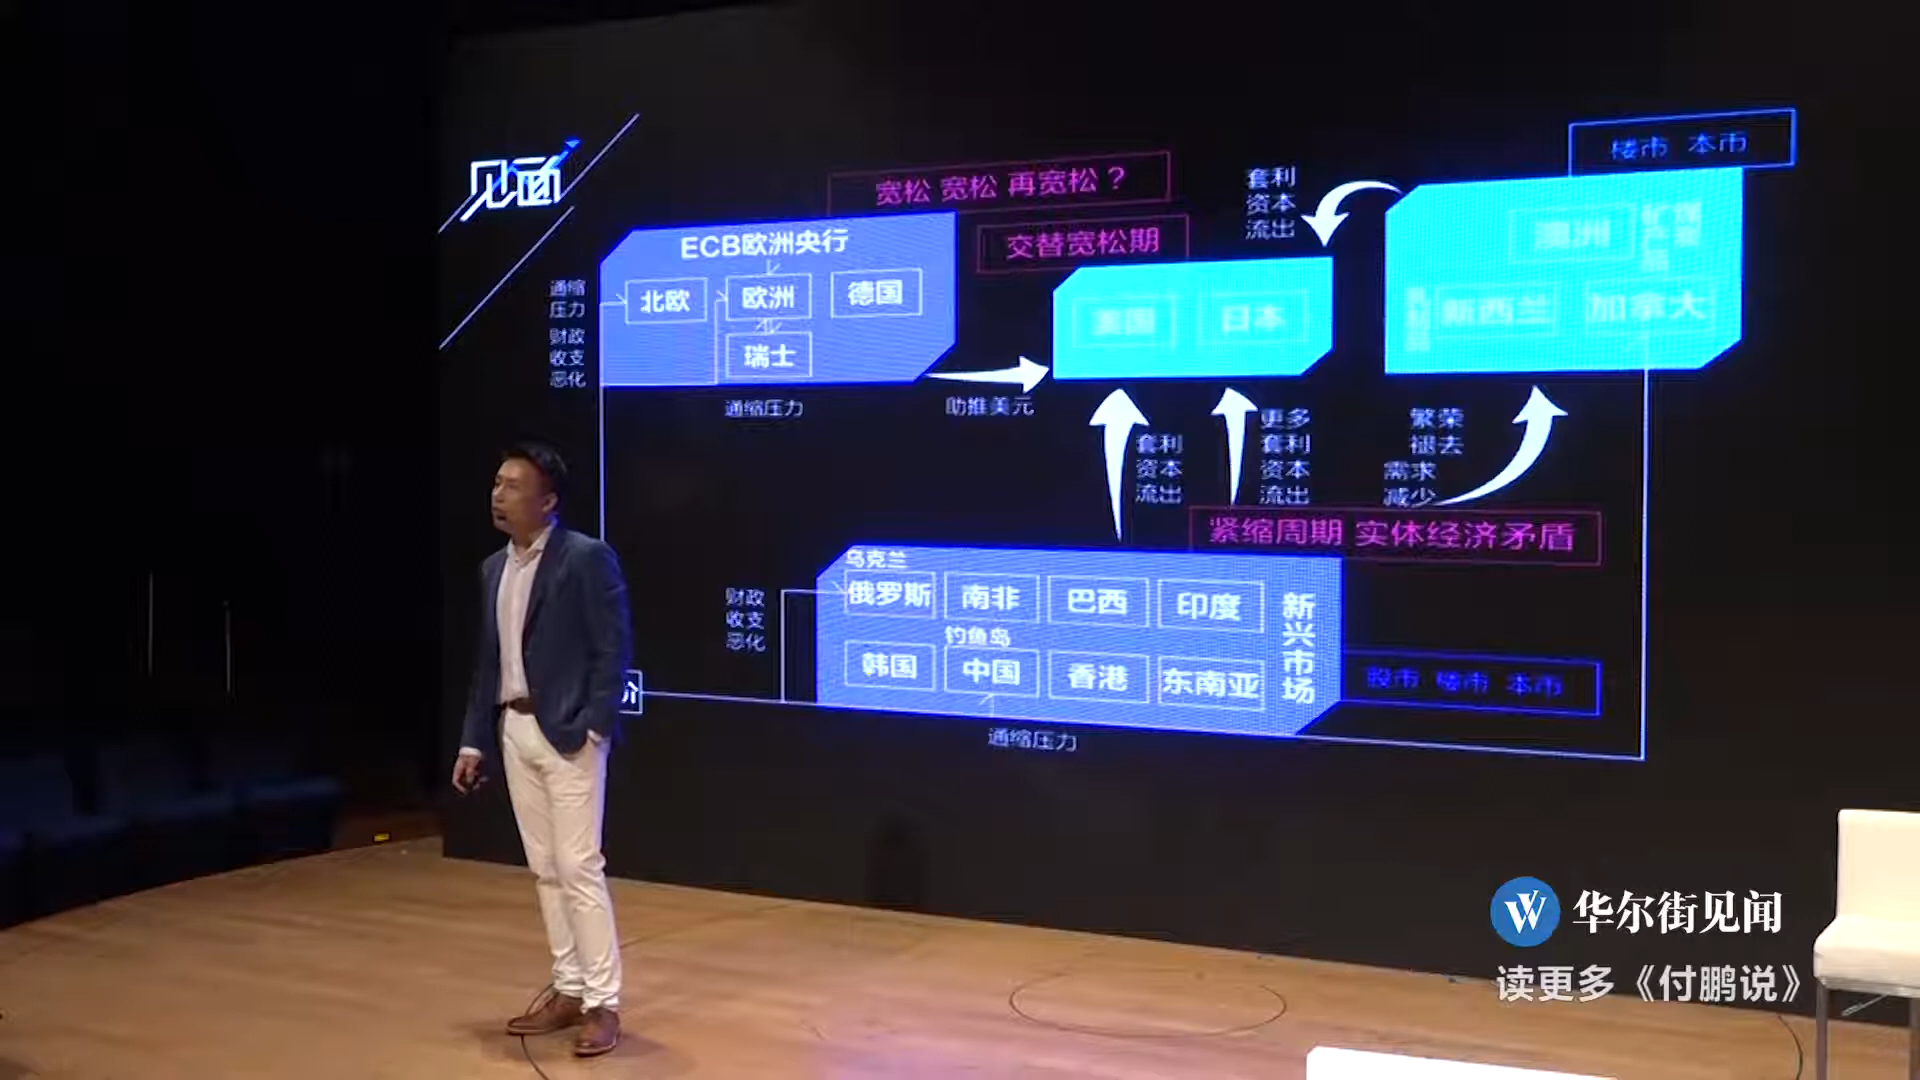 见面
楼市 本币
宽松 宽松 再宽松？
套利
资本
流出
交替宽松期
ECB欧洲央行
北欧
欧洲
德国
瑞士
通缩
压力
财政
收支
恶化
通缩压力
助推美元
美国
日本
澳洲
新西兰
加拿大
套利
资本
流出
更多
套利
资本
流出
繁荣
褪去
需求
减少
紧缩周期 实体经济矛盾
乌克兰
俄罗斯
南非
巴西
印度
钓鱼岛
韩国
中国
香港
东南亚
新兴市场
财政
收支
恶化
价
股市 楼市 本币
通缩压力
华尔街见闻
读更多《付鹏说》